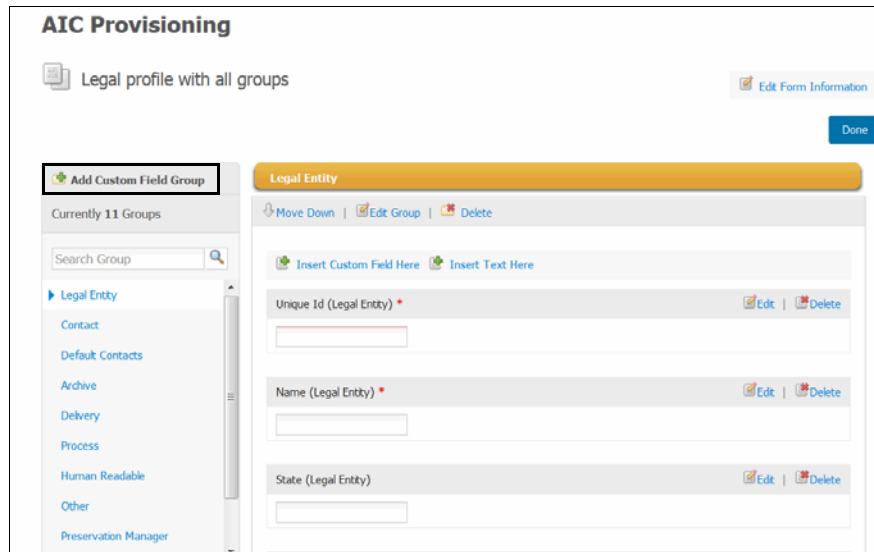 AIC Provisioning
Legal profile with all groups
Edit Form Information
Done
Add Custom Field Group
Currently 11 Groups
Search Group
Legal Entity
Contact
Default Contacts
Archive
Delivery
Process
Human Readable
Other
Preservation Manager
Legal Entity
Move Down | Edit Group | Delete
Insert Custom Field Here Insert Text Here
Unique Id (Legal Entity) * Edit | Delete
Name (Legal Entity) * Edit | Delete
State (Legal Entity) Edit | Delete